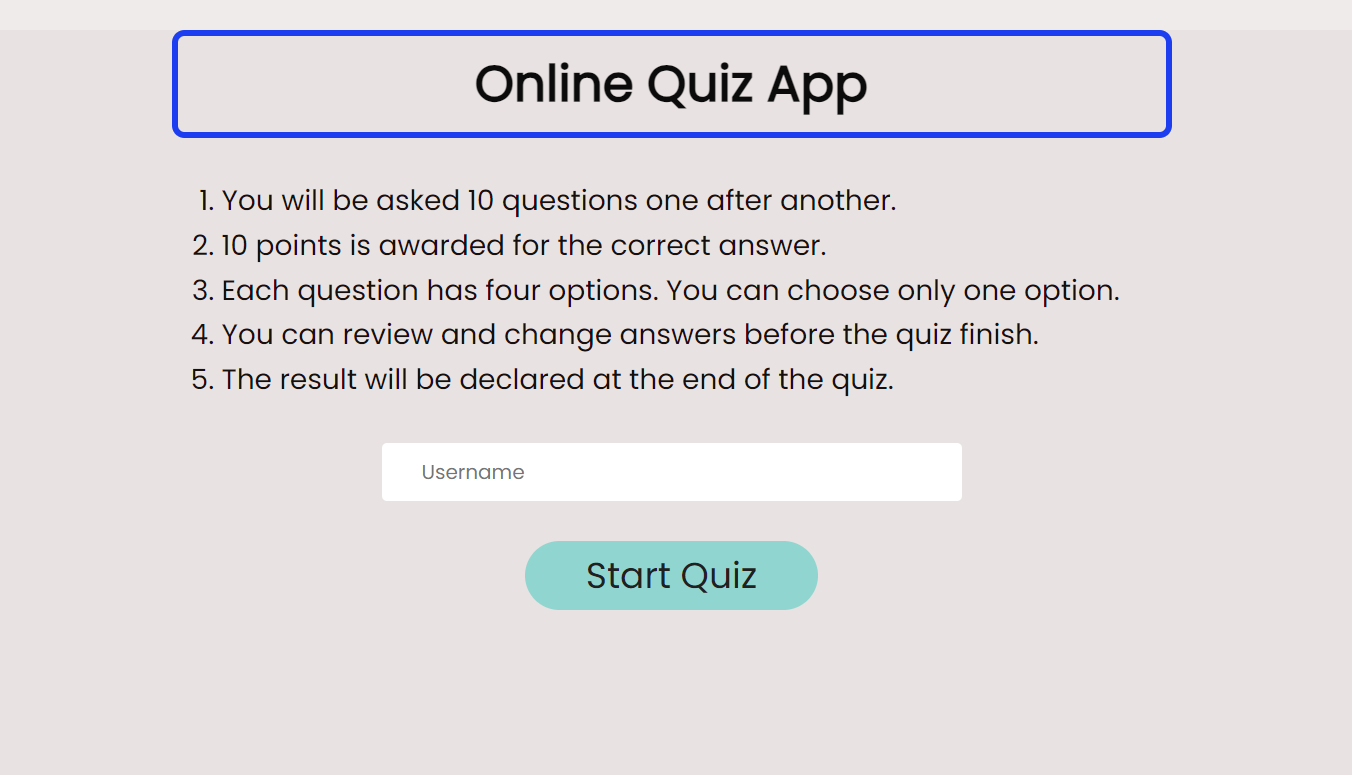 Online Quiz App
1. You will be asked 10 questions one after another.
2. 10 points is awarded for the correct answer.
3. Each question has four options. You can choose only one option.
4. You can review and change answers before the quiz finish.
5. The result will be declared at the end of the quiz.
Username
Start Quiz